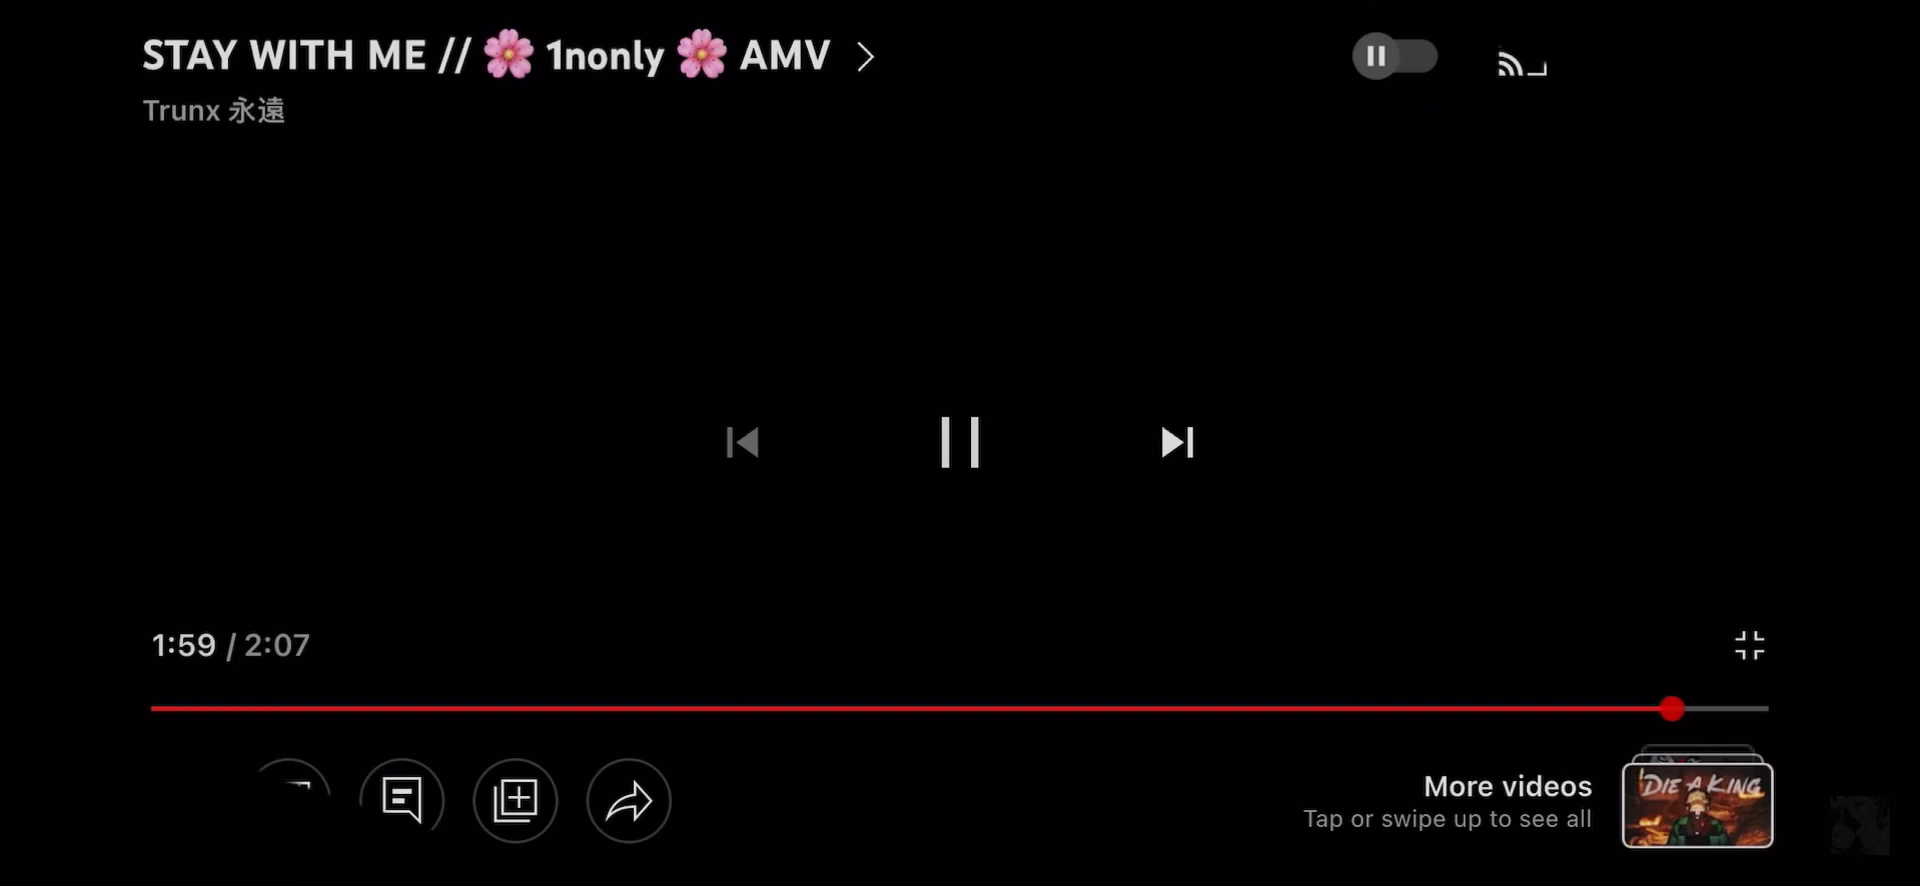 STAY WITH ME // 🌸 1nonly 🌸 AMV
Trunx 永遠
1:59 / 2:07
More videos
Tap or swipe up to see all
DIE A KING